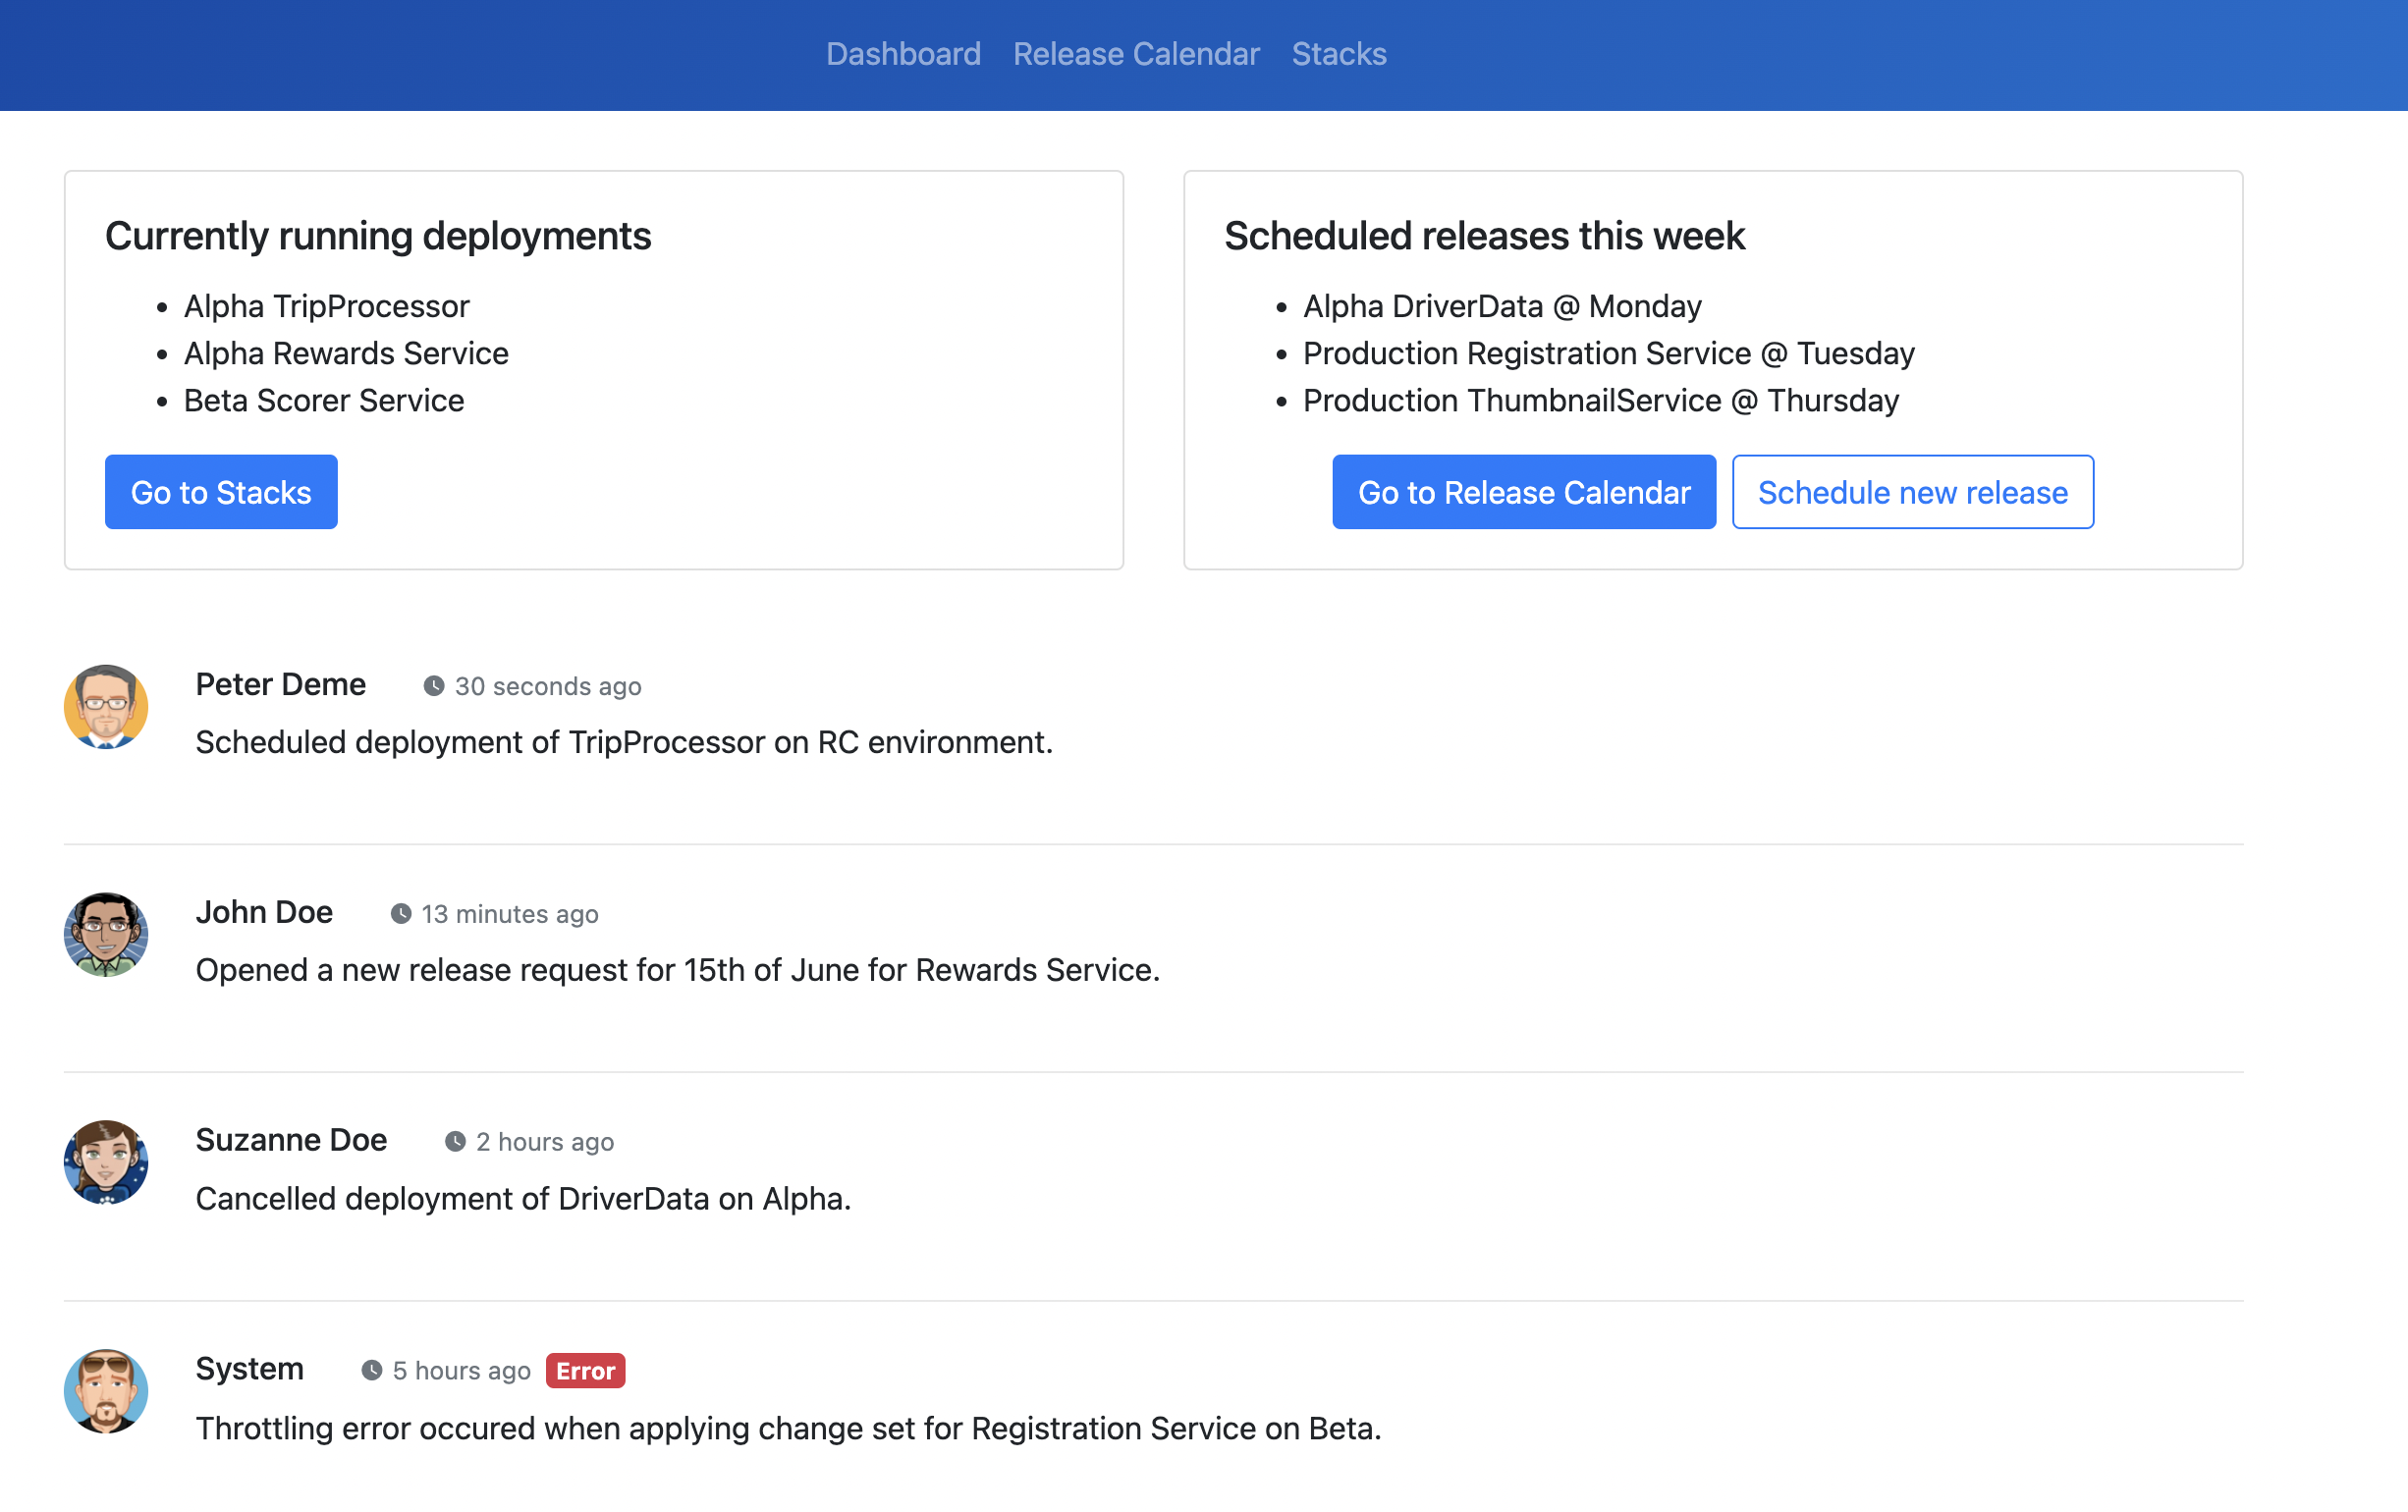 Dashboard Release Calendar Stacks
Currently running deployments
Alpha TripProcessor
Alpha Rewards Service
Beta Scorer Service
Go to Stacks
Scheduled releases this week
Alpha DriverData @ Monday
Production Registration Service @ Tuesday
Production ThumbnailService @ Thursday
Go to Release Calendar Schedule new release
Peter Deme 30 seconds ago
Scheduled deployment of TripProcessor on RC environment.
John Doe 13 minutes ago
Opened a new release request for 15th of June for Rewards Service.
Suzanne Doe 2 hours ago
Cancelled deployment of DriverData on Alpha.
System 5 hours ago Error
Throttling error occured when applying change set for Registration Service on Beta.